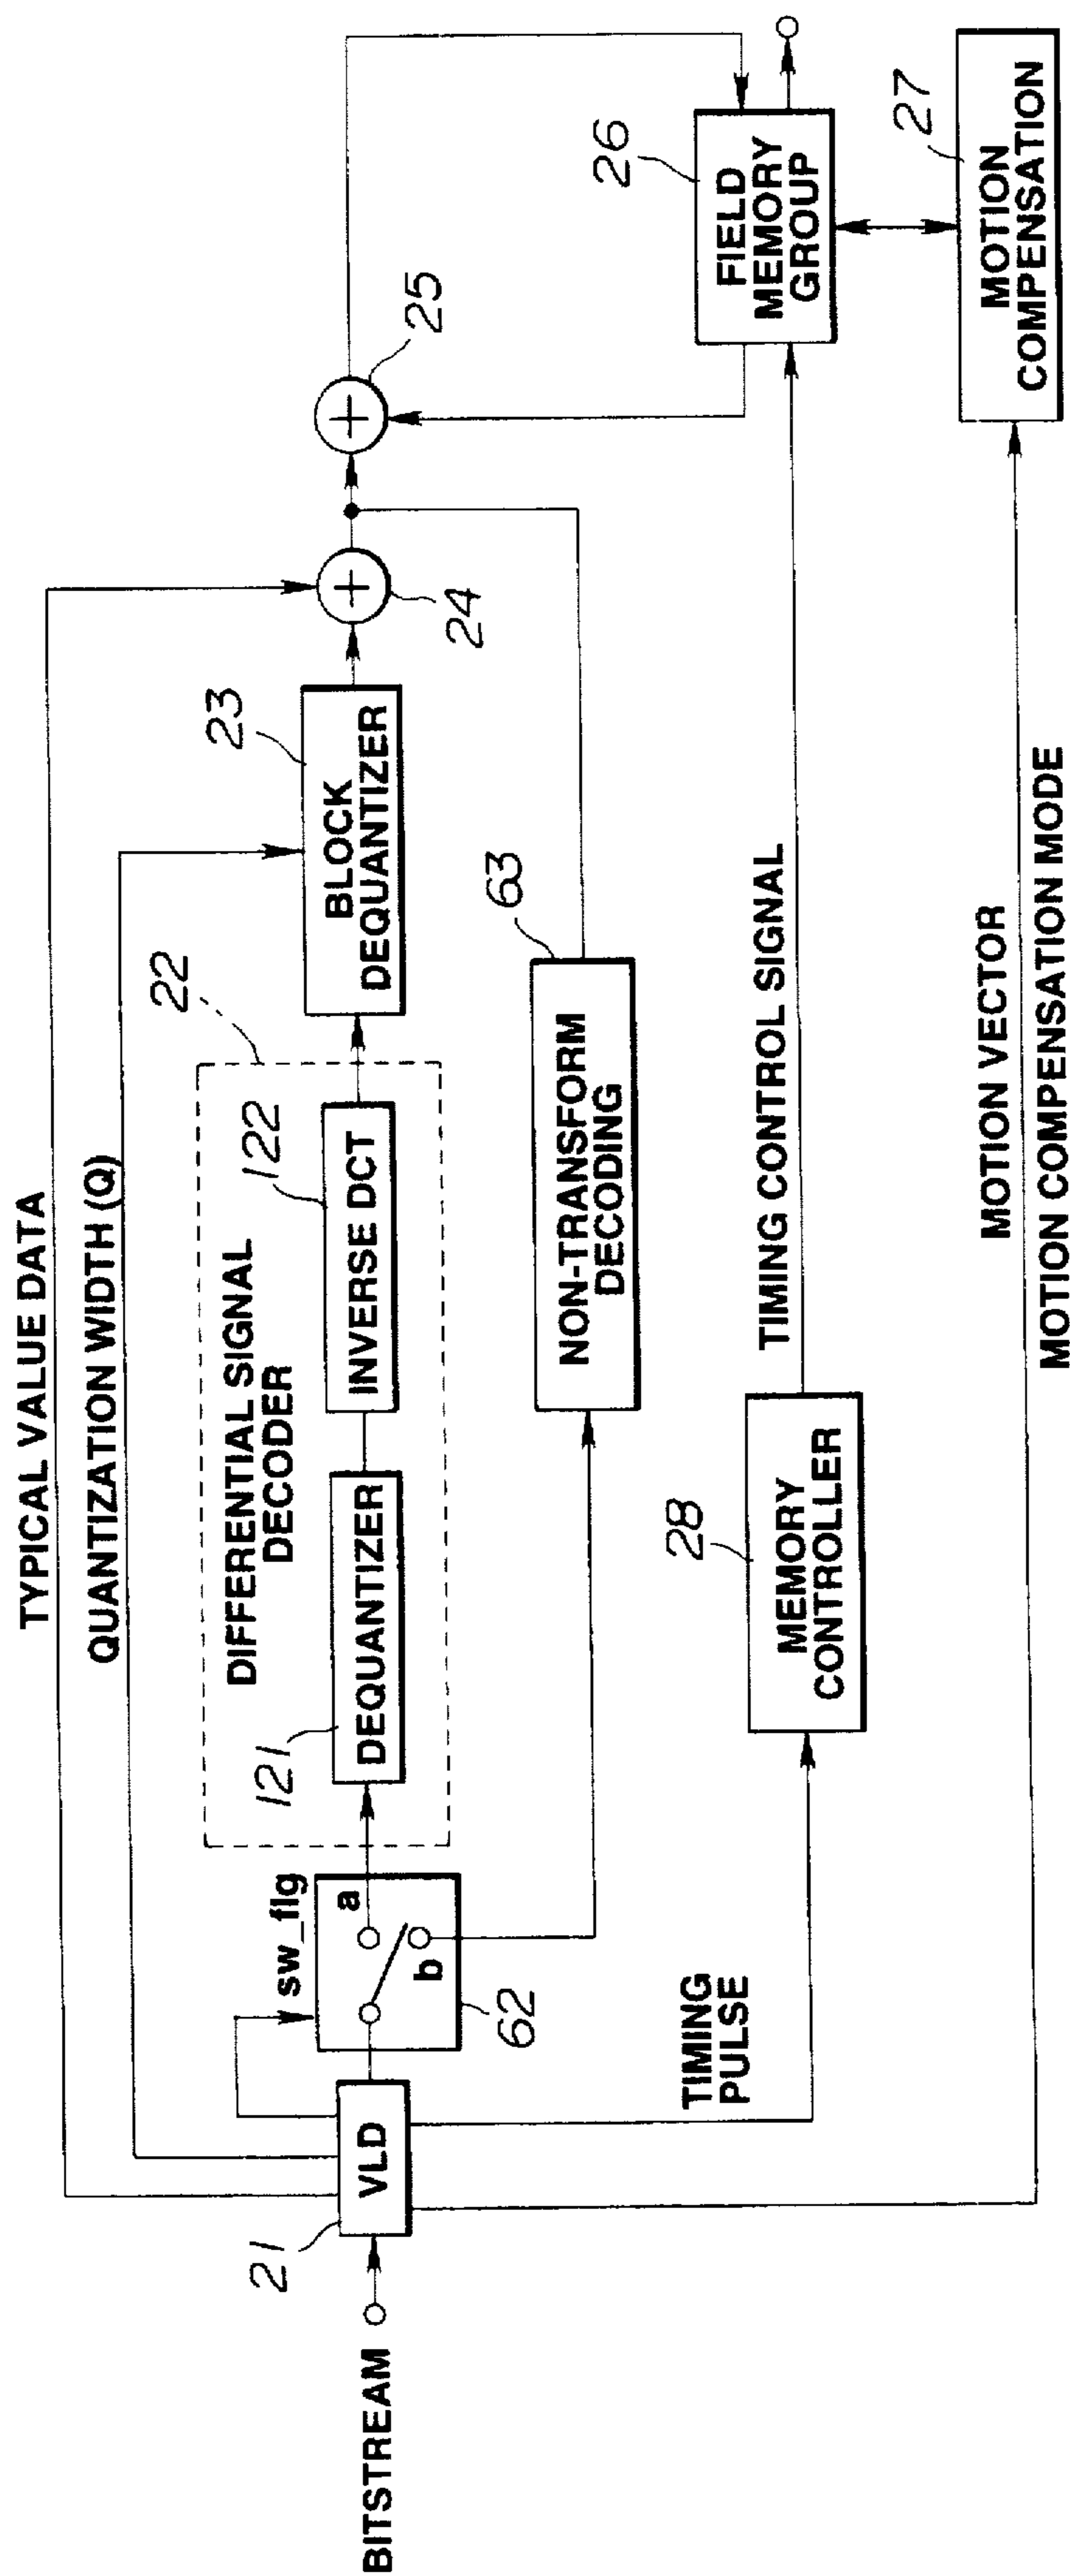 TYPICAL VALUE DATA
QUANTIZATION WIDTH (Q)
22
23
24
25
DIFFERENTIAL SIGNAL
DECODER
121
122
DEQUANTIZER
INVERSE DCT
BLOCK
DEQUANTIZER
sw_flg
a
b
62
BITSTREAM
21
VLD
63
NON-TRANSFORM
DECODING
26
FIELD
MEMORY
GROUP
27
MOTION
COMPENSATION
TIMING
PULSE
28
MEMORY
CONTROLLER
TIMING CONTROL SIGNAL
MOTION VECTOR
MOTION COMPENSATION MODE